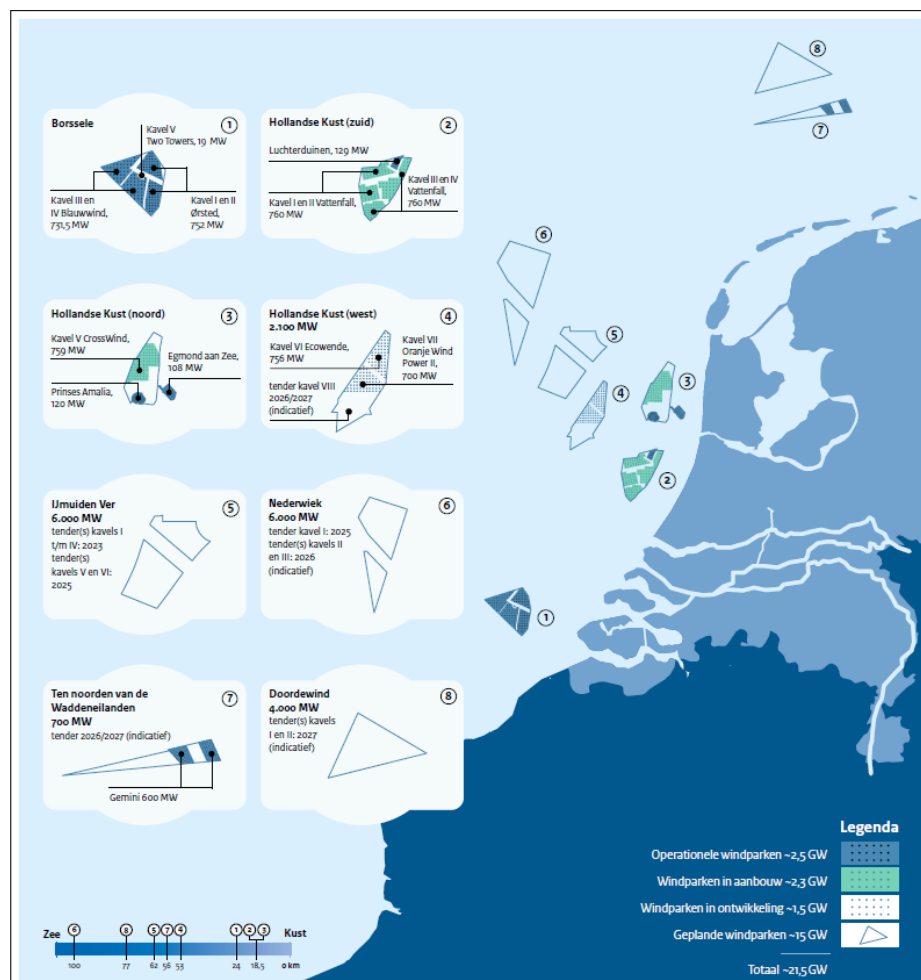 Borssele
1
Kavel V
Two Towers, 19 MW
Kavel III en
IV Blauwwind,
731,5 MW
Kavel I en II
Ørsted,
752 MW
Hollandse Kust (zuid)
2
Luchterduinen, 129 MW
Kavel III en IV
Vattenfall,
760 MW
Kavel I en II Vattenfall,
760 MW
Hollandse Kust (noord)
3
Kavel V CrossWind,
759 MW
Egmond aan Zee,
108 MW
Prinses Amalia,
120 MW
Hollandse Kust (west)
2.100 MW
4
Kavel VI Ecowende,
756 MW
Kavel VII
Oranje Wind
Power II,
700 MW
tender kavel VIII
2026/2027
(indicatief)
IJmuiden Ver
6.000 MW
5
tender(s) kavels I
t/m IV: 2023
tender(s)
kavels V en VI:
2025
Nederwiek
6.000 MW
6
tender kavel I: 2025
tender(s) kavels II
en III: 2026
(indicatief)
Ten noorden van de
Waddeneilanden
700 MW
7
tender 2026/2027 (indicatief)
Gemini 600 MW
Doordewind
4.000 MW
8
tender(s) kavels
I en II: 2027
(indicatief)
8
7
6
5
4
3
2
1
Legenda
Operationele windparken ~2,5 GW
Windparken in aanbouw ~2,3 GW
Windparken in ontwikkeling ~1,5 GW
Geplande windparken ~15 GW
Totaal ~21,5 GW
Zee 6 8 5 7 4 1 2 3 Kust
100 77 62 56 53 24 18,5 0 km